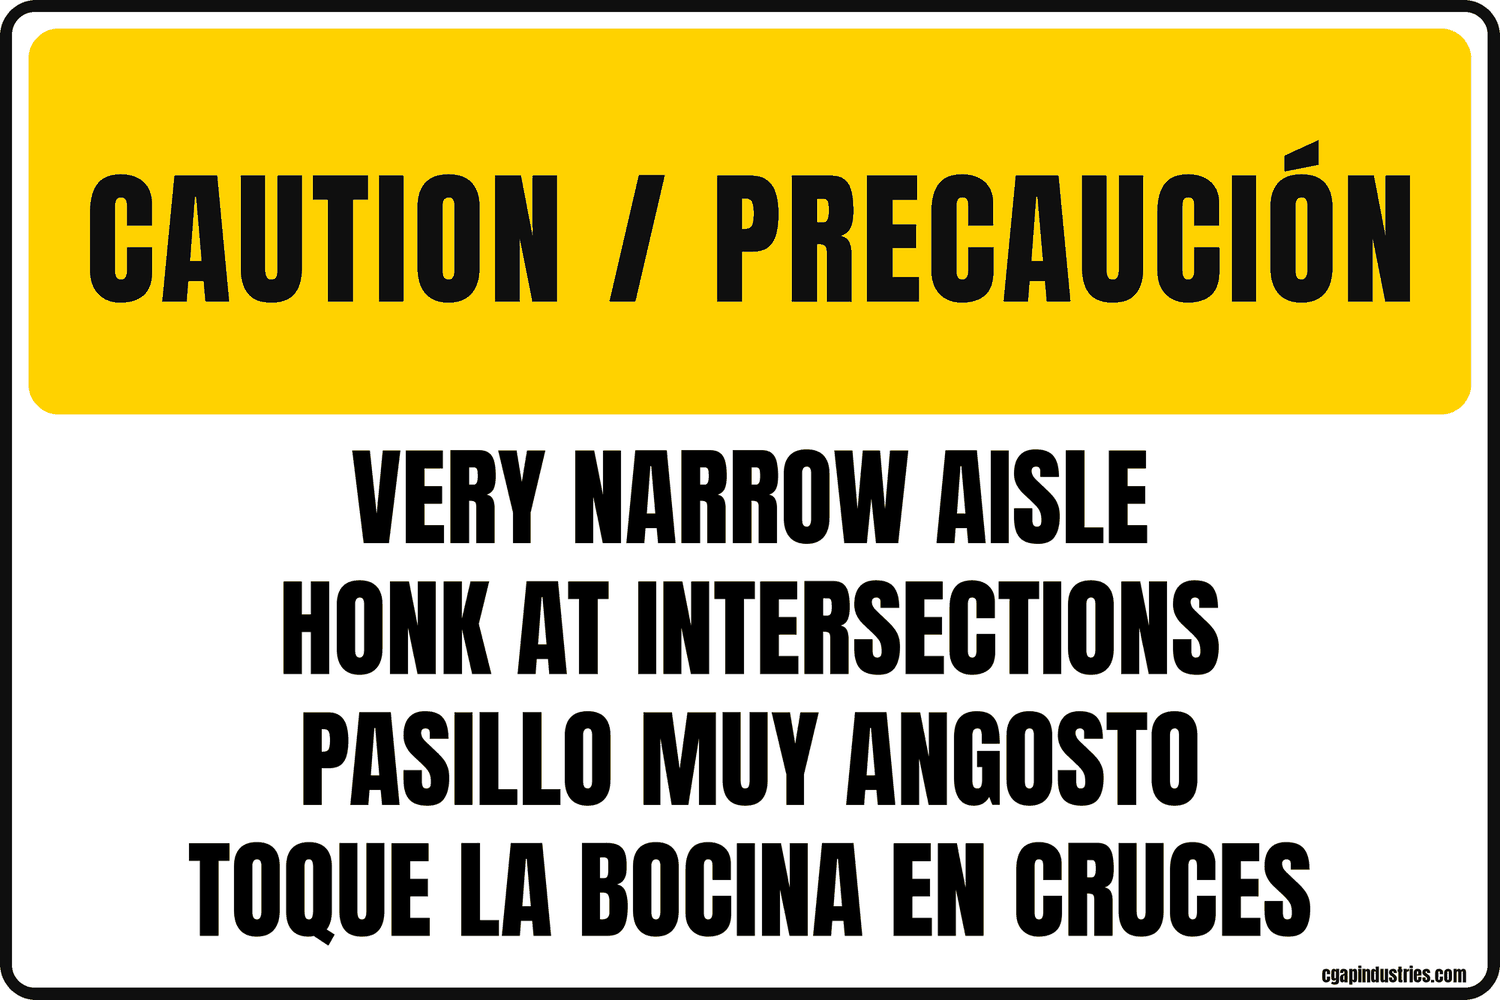 CAUTION / PRECAUCIÓN
VERY NARROW AISLE
HONK AT INTERSECTIONS
PASILLO MUY ANGOSTO
TOQUE LA BOCINA EN CRUCES
cgapindustries.com